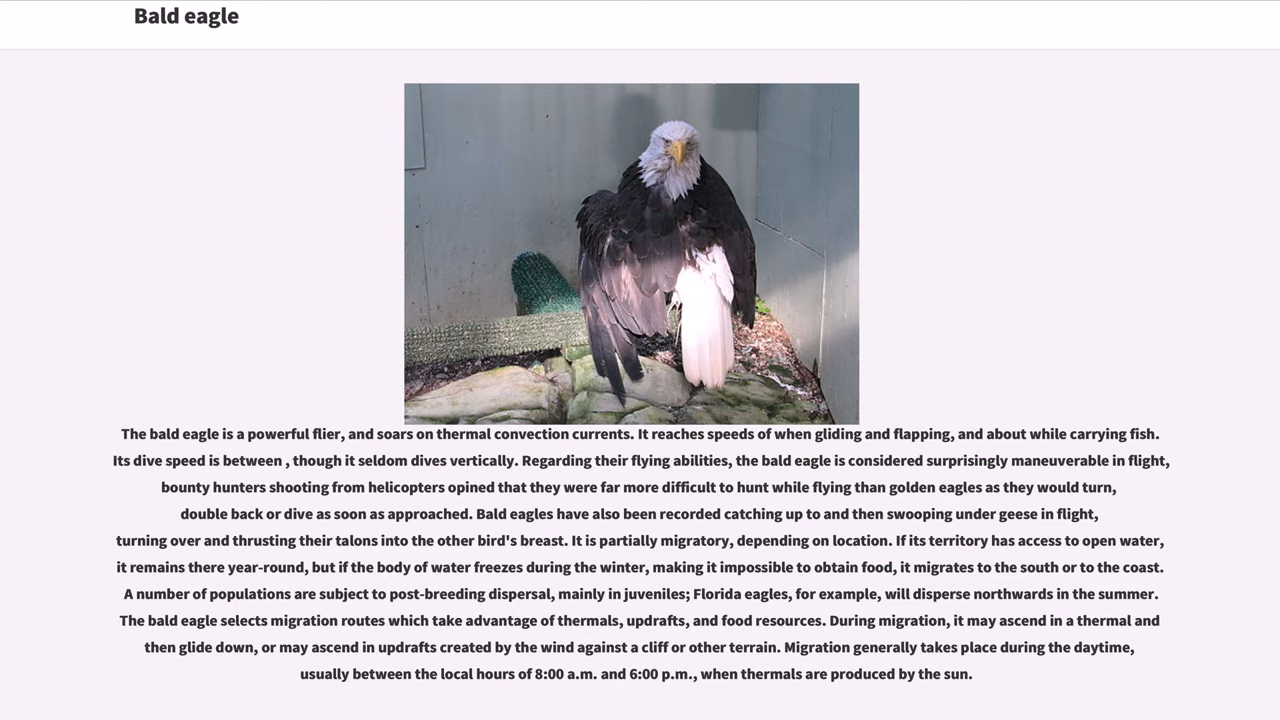 Bald eagle
The bald eagle is a powerful flier, and soars on thermal convection currents. It reaches speeds of when gliding and flapping, and about while carrying fish.
Its dive speed is between , though it seldom dives vertically. Regarding their flying abilities, the bald eagle is considered surprisingly maneuverable in flight,
bounty hunters shooting from helicopters opined that they were far more difficult to hunt while flying than golden eagles as they would turn,
double back or dive as soon as approached. Bald eagles have also been recorded catching up to and then swooping under geese in flight,
turning over and thrusting their talons into the other bird's breast. It is partially migratory, depending on location. If its territory has access to open water,
it remains there year-round, but if the body of water freezes during the winter, making it impossible to obtain food, it migrates to the south or to the coast.
A number of populations are subject to post-breeding dispersal, mainly in juveniles; Florida eagles, for example, will disperse northwards in the summer.
The bald eagle selects migration routes which take advantage of thermals, updrafts, and food resources. During migration, it may ascend in a thermal and
then glide down, or may ascend in updrafts created by the wind against a cliff or other terrain. Migration generally takes place during the daytime,
usually between the local hours of 8:00 a.m. and 6:00 p.m., when thermals are produced by the sun.